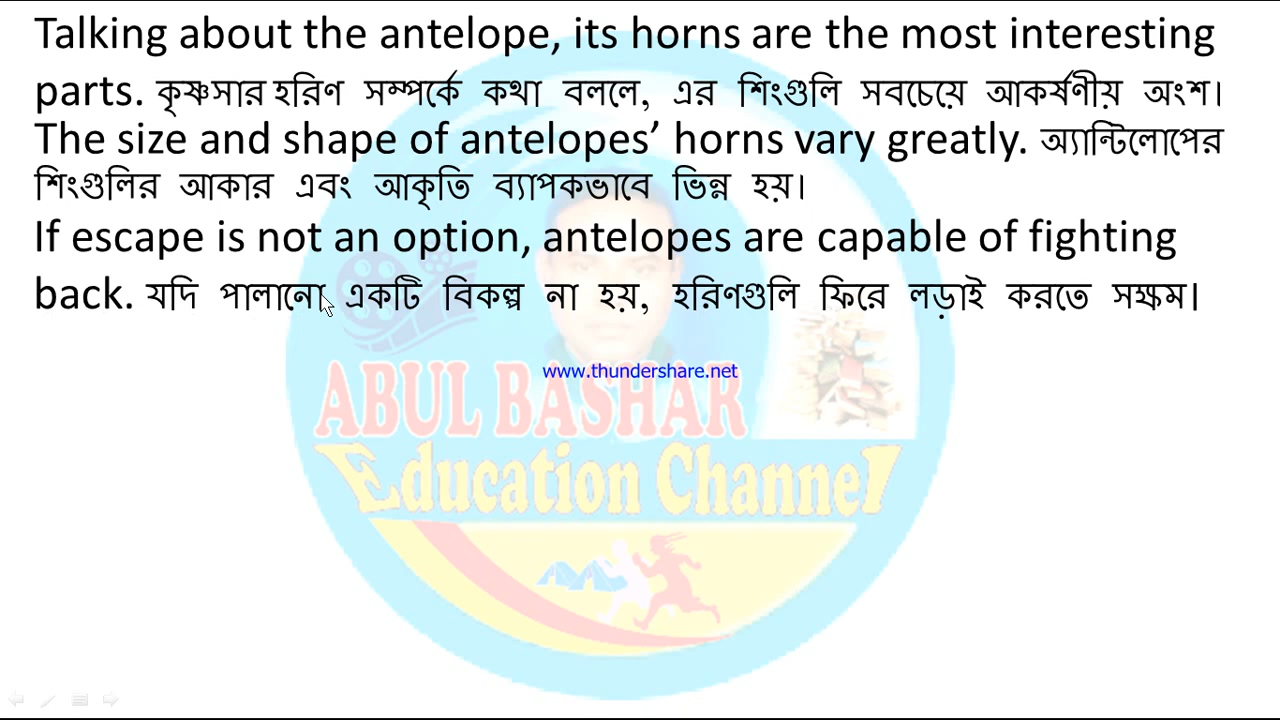 Talking about the antelope, its horns are the most interesting
parts. কৃষ্ণসার হরিণ সম্পর্কে কথা বললে, এর শিংগুলি সবচেয়ে আকর্ষণীয় অংশ।
The size and shape of antelopes’ horns vary greatly. অ্যান্টিলোপের
শিংগুলির আকার এবং আকৃতি ব্যাপকভাবে ভিন্ন হয়।
If escape is not an option, antelopes are capable of fighting
back. যদি পালানো একটি বিকল্প না হয়, হরিণগুলি ফিরে লড়াই করতে সক্ষম।
www.thundershare.net
ABUL BASHAR
Education Channel